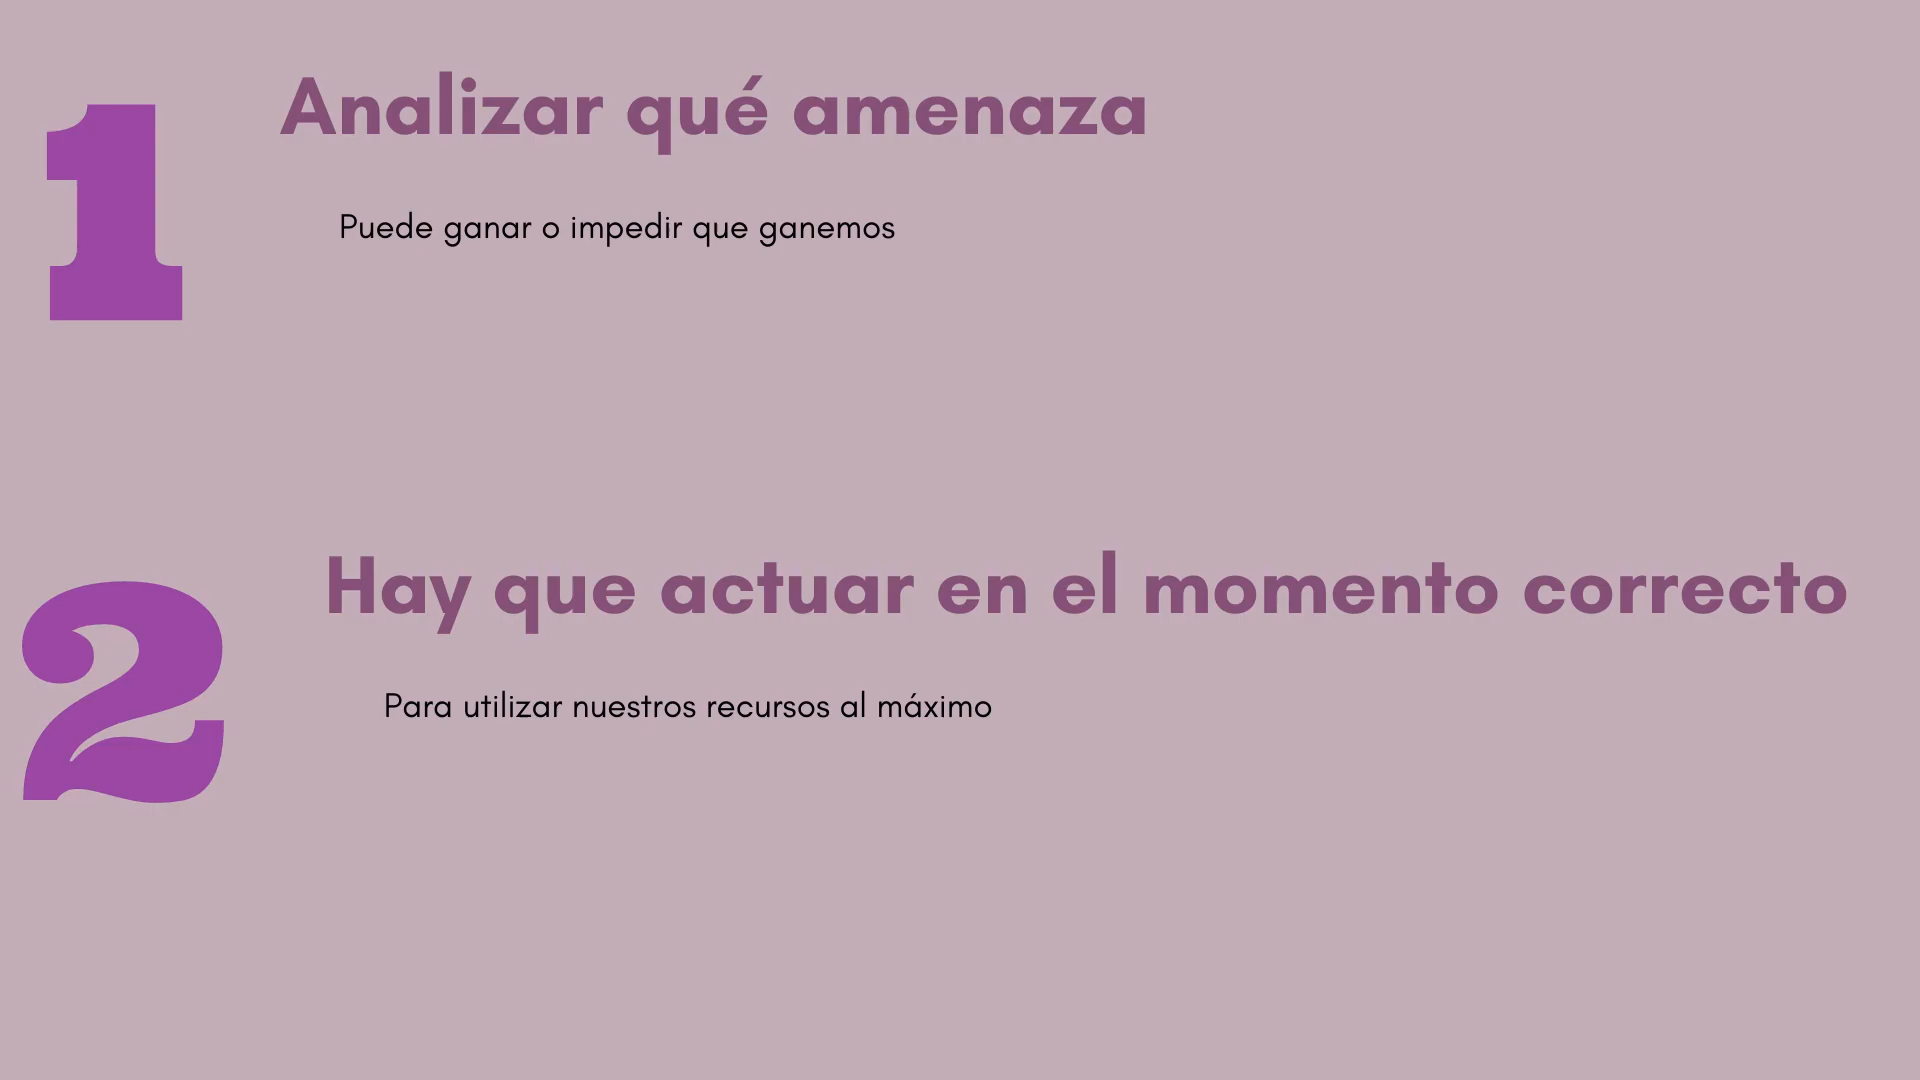 1
Analizar qué amenaza
Puede ganar o impedir que ganemos
2
Hay que actuar en el momento correcto
Para utilizar nuestros recursos al máximo